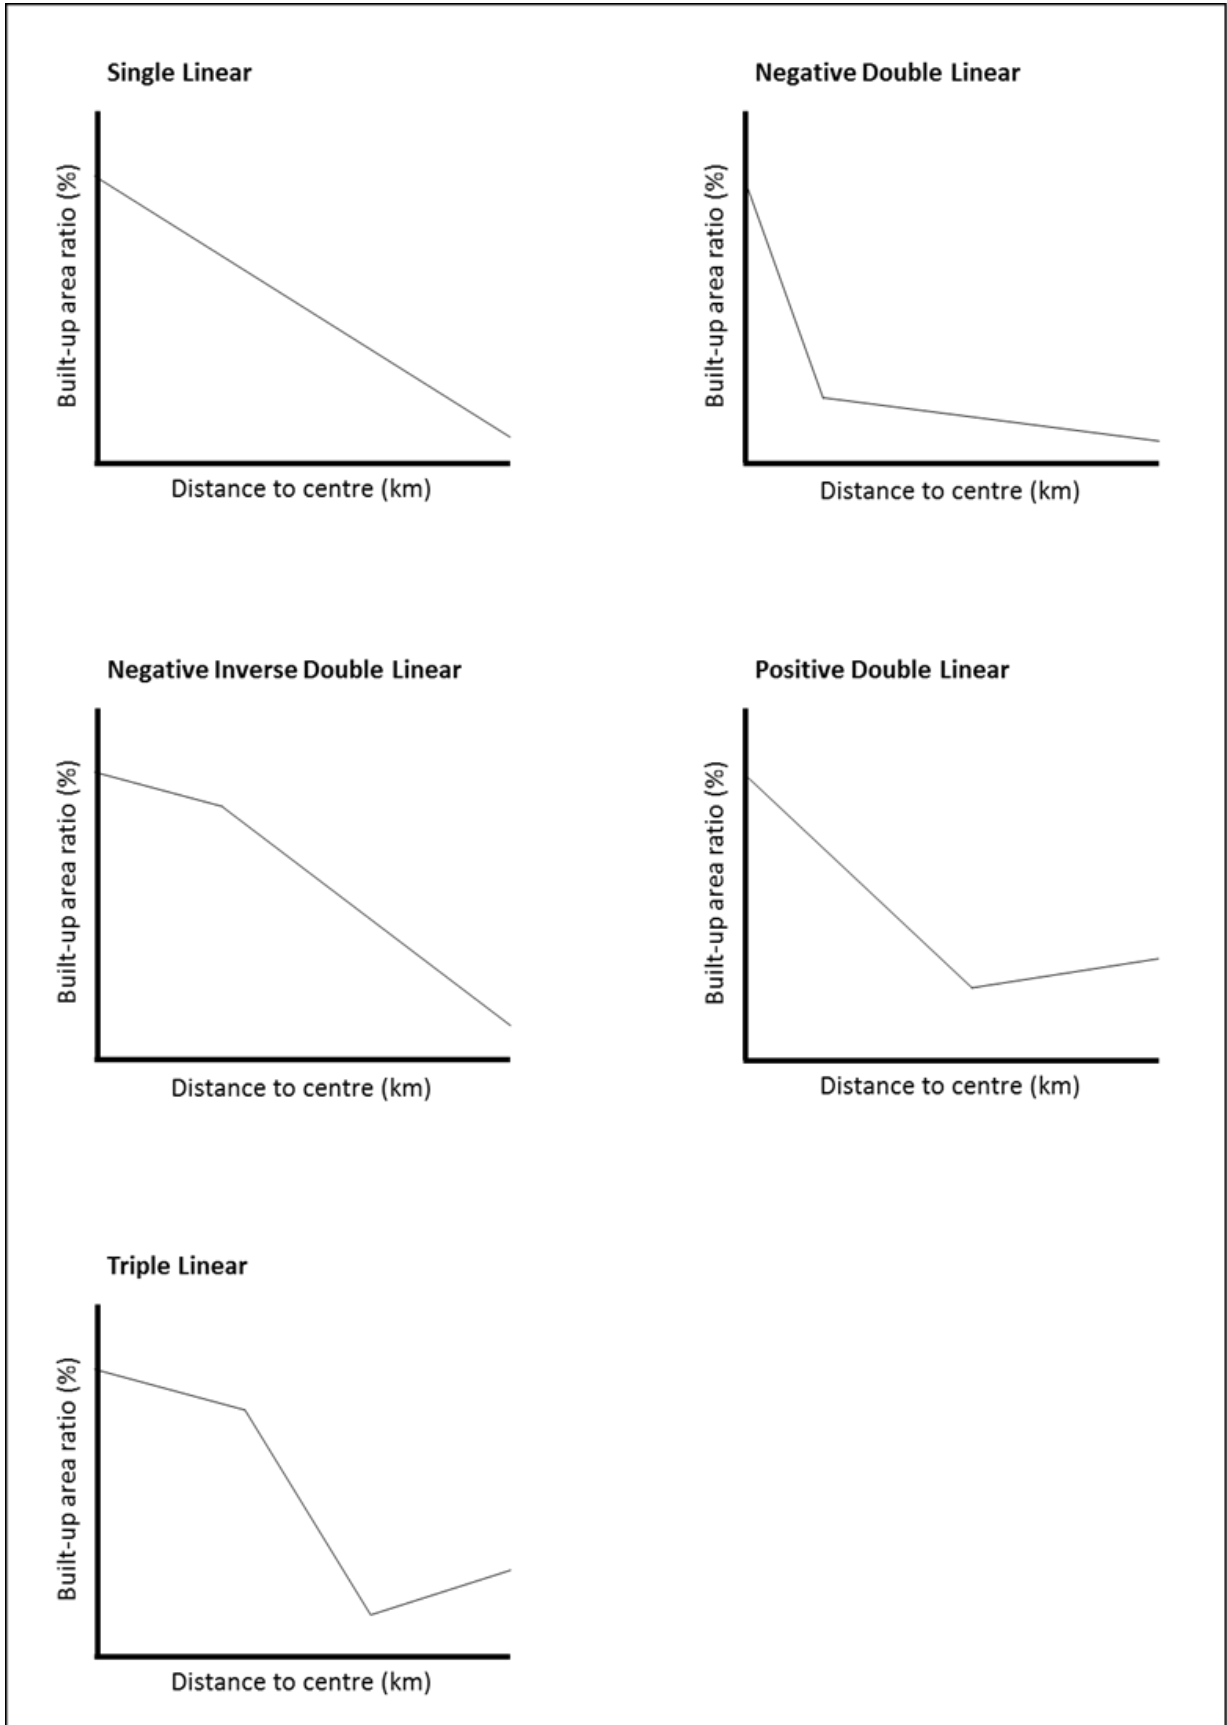 Single Linear
Built-up area ratio (%)
Distance to centre (km)
Negative Double Linear
Built-up area ratio (%)
Distance to centre (km)
Negative Inverse Double Linear
Built-up area ratio (%)
Distance to centre (km)
Positive Double Linear
Built-up area ratio (%)
Distance to centre (km)
Triple Linear
Built-up area ratio (%)
Distance to centre (km)